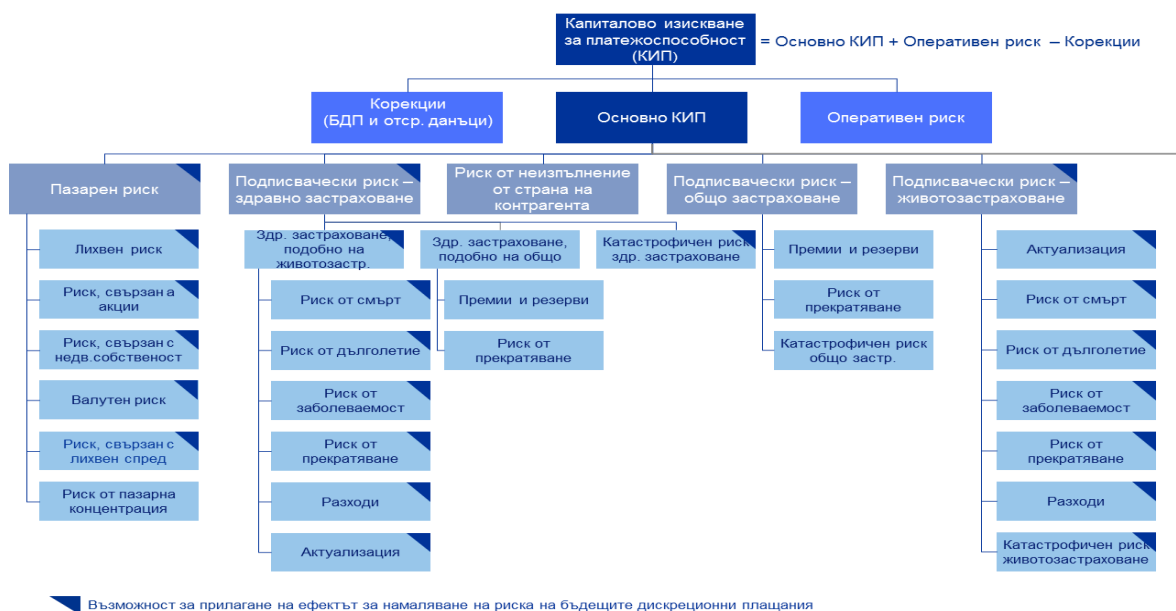 Капиталово изискване
за платежоспособност
(КИП)
= Основно КИП + Оперативен риск – Корекции
Корекции
(БДП и отср. данъци)
Основно КИП
Оперативен риск
Пазарен риск
Подписвачески риск –
здравно застраховане
Риск от неизпълнение
от страна на
контрагента
Подписвачески риск –
общо застраховане
Подписвачески риск –
животозастраховане
Лихвен риск
Риск, свързан а
акции
Риск, свързан с
недв.собственост
Валутен риск
Риск, свързан с
лихвен спред
Риск от пазарна
концентрация
Здр. застраховане,
подобно на
животозастр.
Риск от смърт
Риск от дълголетие
Риск от
заболеваемост
Риск от
прекратяване
Разходи
Актуализация
Здр. застраховане,
подобно на общо
Премии и резерви
Риск от
прекратяване
Катастрофичен риск
здр. застраховане
Премии и резерви
Риск от
прекратяване
Катастрофичен риск
общо застр.
Актуализация
Риск от смърт
Риск от дълголетие
Риск от
заболеваемост
Риск от
прекратяване
Разходи
Катастрофичен риск
животозастраховане
Възможност за прилагане на ефектът за намаляване на риска на бъдещите дискреционни плащания